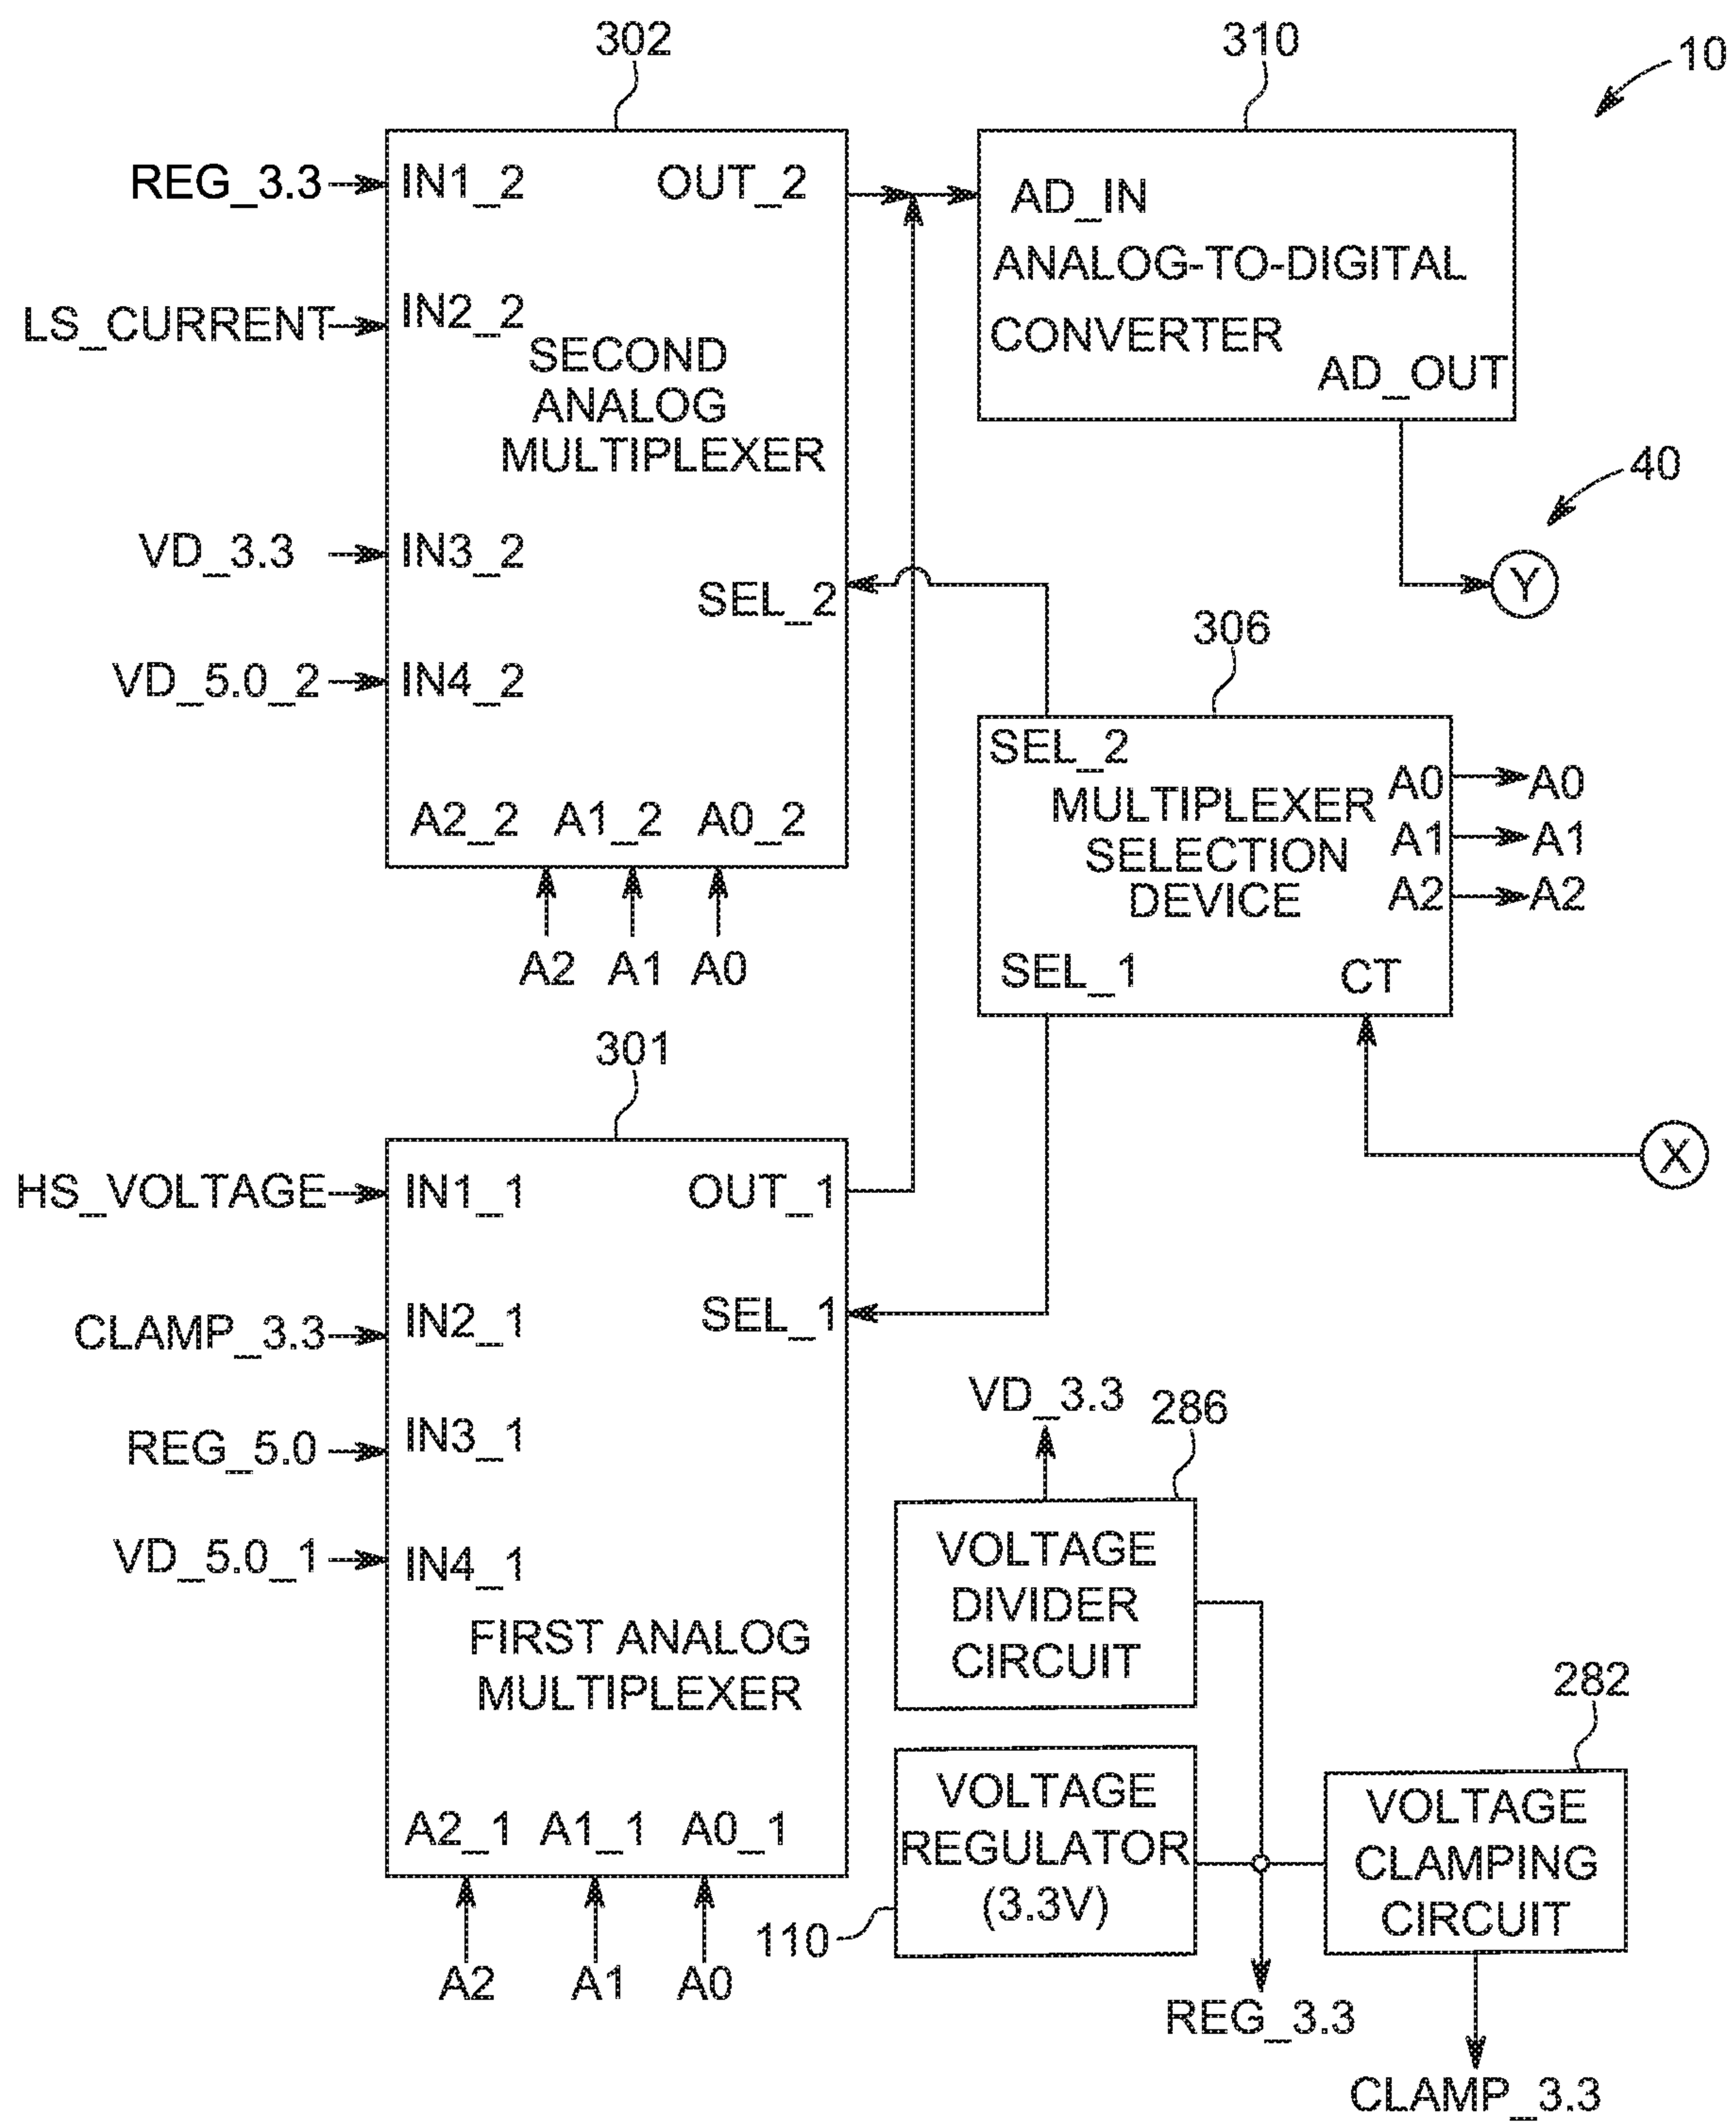 302
310
10
REG_3.3
IN1_2
OUT_2
AD_IN
ANALOG-TO-DIGITAL
CONVERTER
AD_OUT
LS_CURRENT
IN2_2
SECOND
ANALOG
MULTIPLEXER
40
VD_3.3
IN3_2
SEL_2
Y
VD_5.0_2
IN4_2
306
SEL_2
MULTIPLEXER
SELECTION
DEVICE
A0
A0
A1
A1
A2
A2
SEL_1
CT
A2_2
A1_2
A0_2
A2
A1
A0
301
X
HS_VOLTAGE
IN1_1
OUT_1
CLAMP_3.3
IN2_1
SEL_1
REG_5.0
IN3_1
VD_3.3
286
VD_5.0_1
IN4_1
VOLTAGE
DIVIDER
CIRCUIT
FIRST ANALOG
MULTIPLEXER
282
VOLTAGE
REGULATOR
(3.3V)
110
VOLTAGE
CLAMPING
CIRCUIT
A2_1
A1_1
A0_1
A2
A1
A0
REG_3.3
CLAMP_3.3